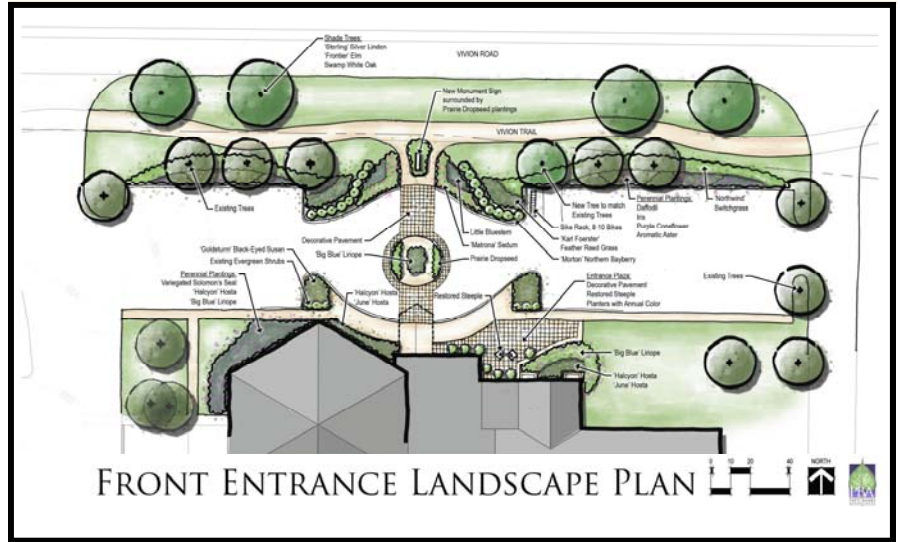 Shade Trees:
'Sterling' Silver Linden
'Frontier' Elm
Swamp White Oak
VIVION ROAD
New Monument Sign
surrounded by
Prairie Dropseed plantings
VIVION TRAIL
Existing Trees
New Tree to match
Existing Trees
Perennial Plantings:
Daffodil
Iris
Purple Coneflower
Aromatic Aster
'Northwind'
Switchgrass
Bike Rack, 8-10 Bikes
Little Bluestem
'Karl Foerster'
Feather Reed Grass
Decorative Pavement
'Matrona' Sedum
'Goldsturm' Black-Eyed Susan
'Big Blue' Liriope
Prairie Dropseed
'Morton' Northern Bayberry
Existing Evergreen Shrubs
Perennial Plantings:
Variegated Solomon's Seal
'Halcyon' Hosta
'Big Blue' Liriope
'Halcyon' Hosta
'June' Hosta
Restored Steeple
Entrance Plaza:
Decorative Pavement
Restored Steeple
Planters with Annual Color
Existing Trees
'Big Blue' Liriope
'Halcyon' Hosta
'June' Hosta
FRONT ENTRANCE LANDSCAPE PLAN
0 10 20 40
NORTH